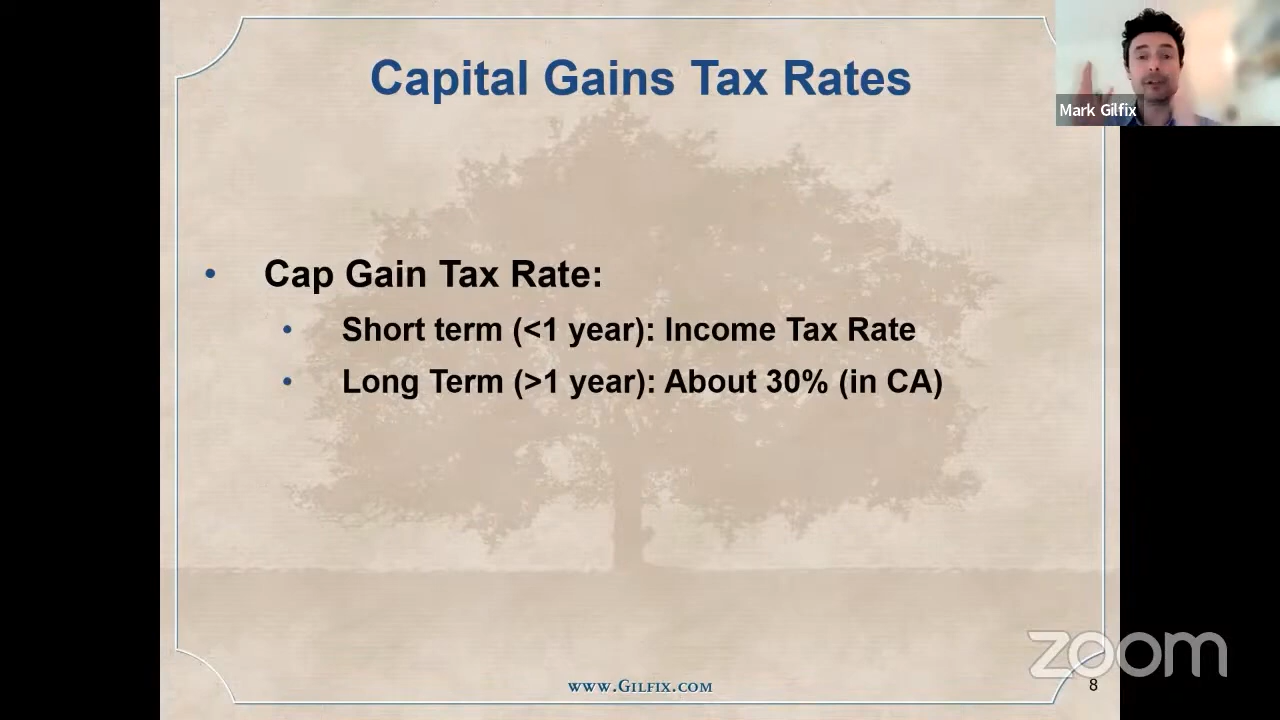 Capital Gains Tax Rates
Mark Gilfix
• Cap Gain Tax Rate:
• Short term (<1 year): Income Tax Rate
• Long Term (>1 year): About 30% (in CA)
zoom
www.Gilfix.com
8